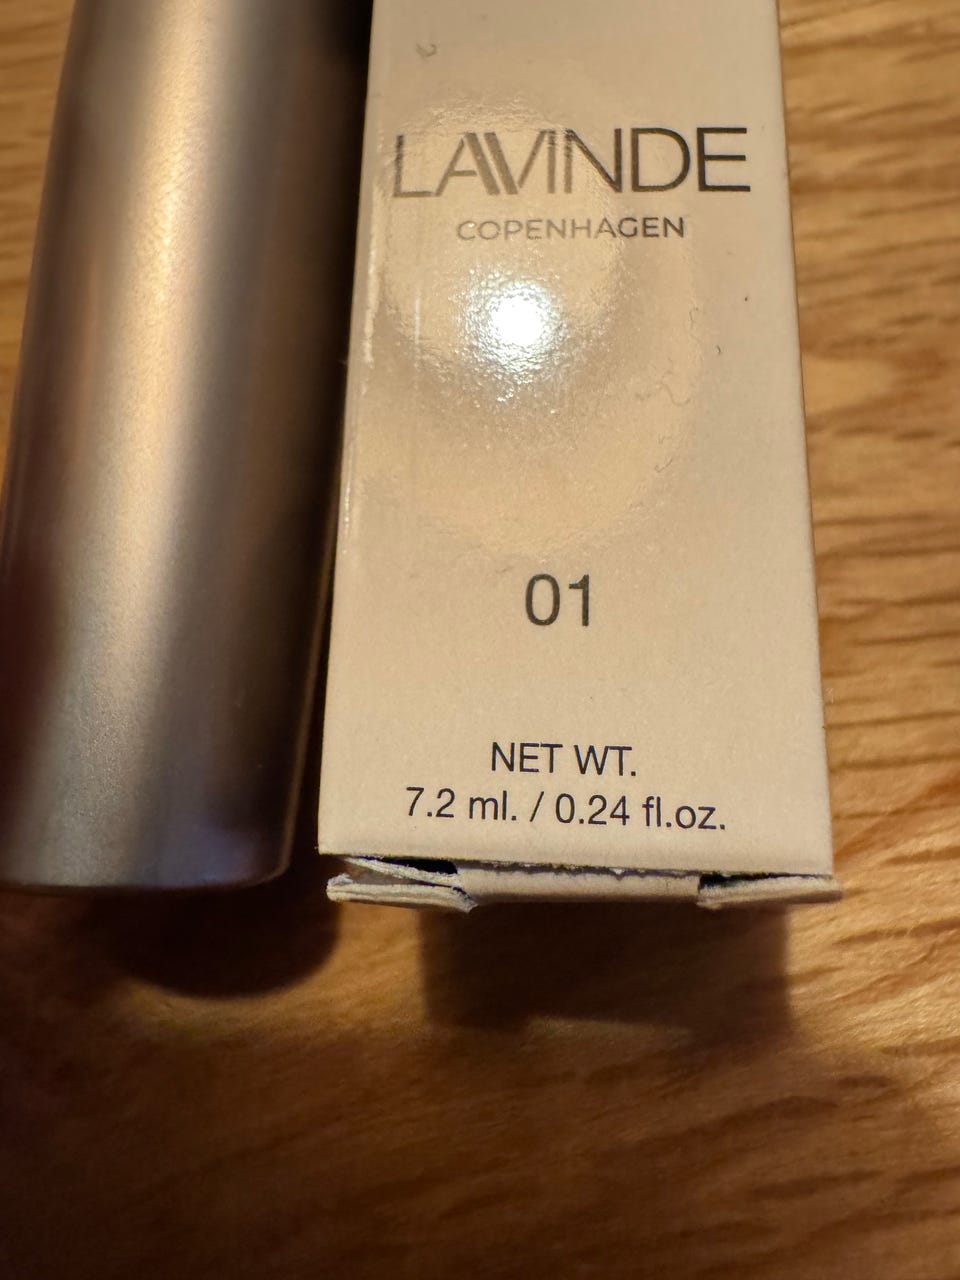 LAVINDE
COPENHAGEN
01
NET WT.
7.2 ml. / 0.24 fl.oz.